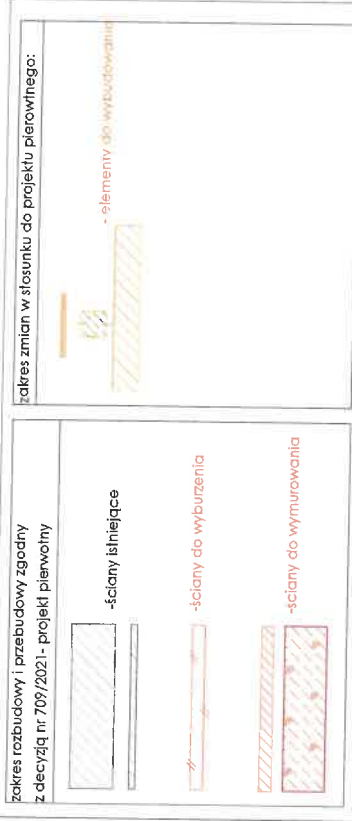 zakres rozbudowy i przebudowy zgodny
z decyzją nr 709/2021- projekt pierwotny
-ściany istniejące
-ściany do wyburzenia
-ściany do wymurowania
zakres zmian w stosunku do projektu pierowtnego:
- elementy do wybudowania